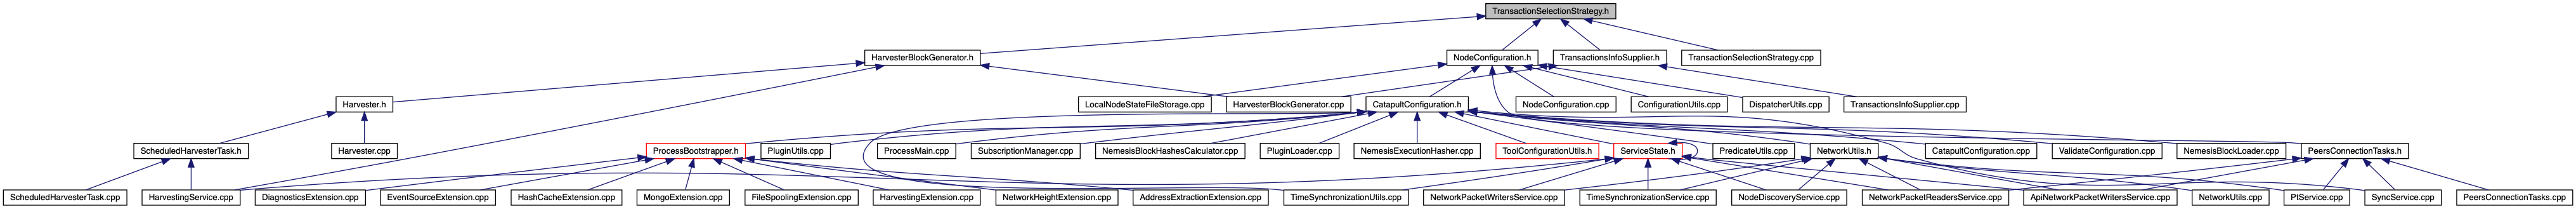 TransactionSelectionStrategy.h
HarvesterBlockGenerator.h
NodeConfiguration.h
TransactionsInfoSupplier.h
TransactionSelectionStrategy.cpp
Harvester.h
LocalNodeStateFileStorage.cpp
HarvesterBlockGenerator.cpp
CatapultConfiguration.h
NodeConfiguration.cpp
ConfigurationUtils.cpp
DispatcherUtils.cpp
TransactionsInfoSupplier.cpp
ScheduledHarvesterTask.h
Harvester.cpp
ProcessBootstrapper.h
PluginUtils.cpp
ProcessMain.cpp
SubscriptionManager.cpp
NemesisBlockHashesCalculator.cpp
PluginLoader.cpp
NemesisExecutionHasher.cpp
ToolConfigurationUtils.h
ServiceState.h
PredicateUtils.cpp
NetworkUtils.h
CatapultConfiguration.cpp
ValidateConfiguration.cpp
NemesisBlockLoader.cpp
PeersConnectionTasks.h
ScheduledHarvesterTask.cpp
HarvestingService.cpp
DiagnosticsExtension.cpp
EventSourceExtension.cpp
HashCacheExtension.cpp
MongoExtension.cpp
FileSpoolingExtension.cpp
HarvestingExtension.cpp
NetworkHeightExtension.cpp
AddressExtractionExtension.cpp
TimeSynchronizationUtils.cpp
NetworkPacketWritersService.cpp
TimeSynchronizationService.cpp
NodeDiscoveryService.cpp
NetworkPacketReadersService.cpp
ApiNetworkPacketWritersService.cpp
NetworkUtils.cpp
PtService.cpp
SyncService.cpp
PeersConnectionTasks.cpp